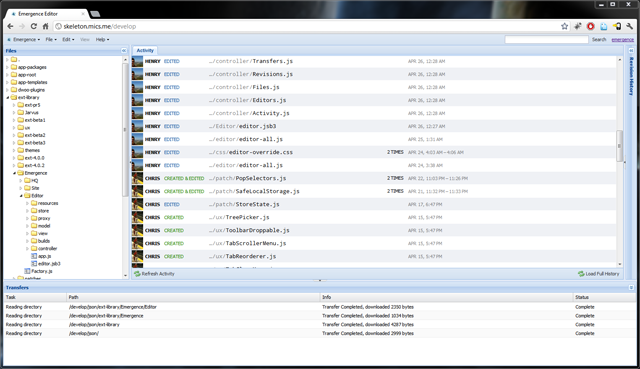 Emergence Editor
skeleton.mics.me/develop
Emergence File Edit View Help Search emergence
Files
app-packages
app-root
app-templates
dwoo-plugins
ext-library
ext-pr5
Jarvus
ext-beta1
ux
ext-beta2
ext-beta3
themes
ext-4.0.0
ext-4.0.2
Emergence
HQ
Site
Editor
resources
store
proxy
model
view
builds
controller
app.js
editor.jsb3
Factory.js
patches
Activity
HENRY EDITED …/controller/Transfers.js APR 26, 12:28 AM
HENRY EDITED …/controller/Revisions.js APR 26, 12:28 AM
HENRY EDITED …/controller/Files.js APR 26, 12:28 AM
HENRY EDITED …/controller/Editors.js APR 26, 12:28 AM
HENRY EDITED …/controller/Activity.js APR 26, 12:28 AM
HENRY EDITED …/Editor/editor.jsb3 APR 26, 12:27 AM
HENRY EDITED …/editor/editor-all.js APR 26, 1:31 AM
HENRY EDITED …/css/editor-override.css 2 TIMES APR 24, 4:03 AM – 4:06 AM
HENRY EDITED …/editor/editor-all.js APR 24, 3:38 AM
CHRIS CREATED & EDITED …/patch/PopSelectors.js 2 TIMES APR 22, 11:03 PM – 11:26 PM
CHRIS CREATED & EDITED …/patch/SafeLocalStorage.js 2 TIMES APR 21, 11:32 PM – 11:33 PM
CHRIS EDITED …/patch/StoreState.js APR 17, 6:47 PM
CHRIS CREATED …/ux/TreePicker.js APR 15, 5:47 PM
CHRIS CREATED …/ux/ToolbarDroppable.js APR 15, 5:47 PM
CHRIS CREATED …/ux/TabScrollerMenu.js APR 15, 5:47 PM
CHRIS CREATED …/ux/TabReorderer.js APR 15, 5:47 PM
Refresh Activity Load Full History
Revision History
Transfers
Task Path Info Status
Reading directory /develop/json/ext-library/Emergence/Editor Transfer Completed, downloaded 2350 bytes Complete
Reading directory /develop/json/ext-library/Emergence Transfer Completed, downloaded 1034 bytes Complete
Reading directory /develop/json/ext-library Transfer Completed, downloaded 4287 bytes Complete
Reading directory /develop/json/ Transfer Completed, downloaded 2999 bytes Complete